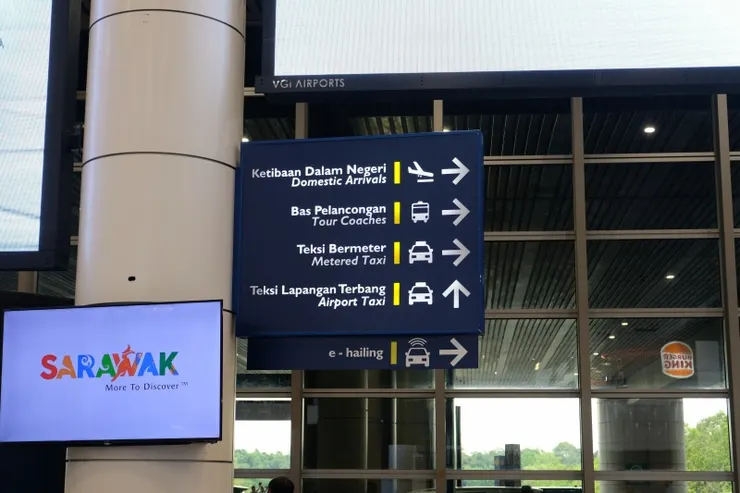 VGI AIRPORTS
Ketibaan Dalam Negeri
Domestic Arrivals
Bas Pelancongan
Tour Coaches
Teksi Bermeter
Metered Taxi
Teksi Lapangan Terbang
Airport Taxi
e - hailing
SARAWAK
More To Discover™
BURGER
KING